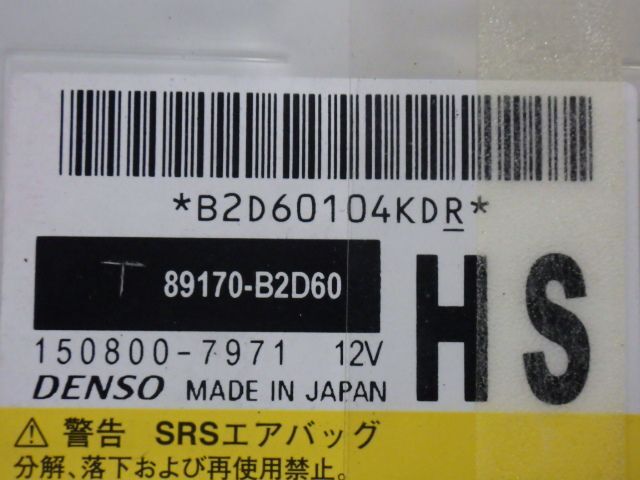 *B2D60104KDR*
T 89170-B2D60
HS
150800-7971 12V
DENSO MADE IN JAPAN
⚠ 警告 SRSエアバッグ
分解、落下および再使用禁止。